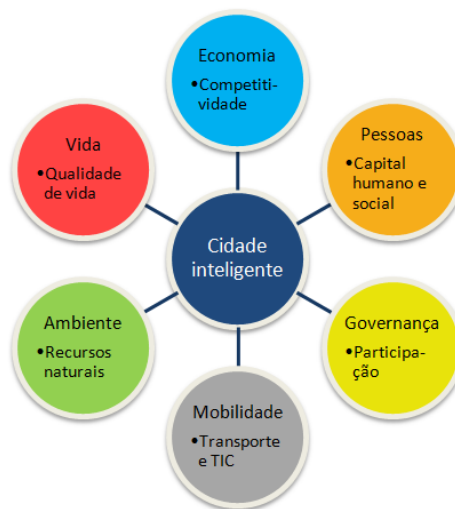 Economia
•Competiti-
vidade
Pessoas
•Capital
humano e
social
Governança
•Participa-
ção
Mobilidade
•Transporte
e TIC
Ambiente
•Recursos
naturais
Vida
•Qualidade
de vida
Cidade
inteligente